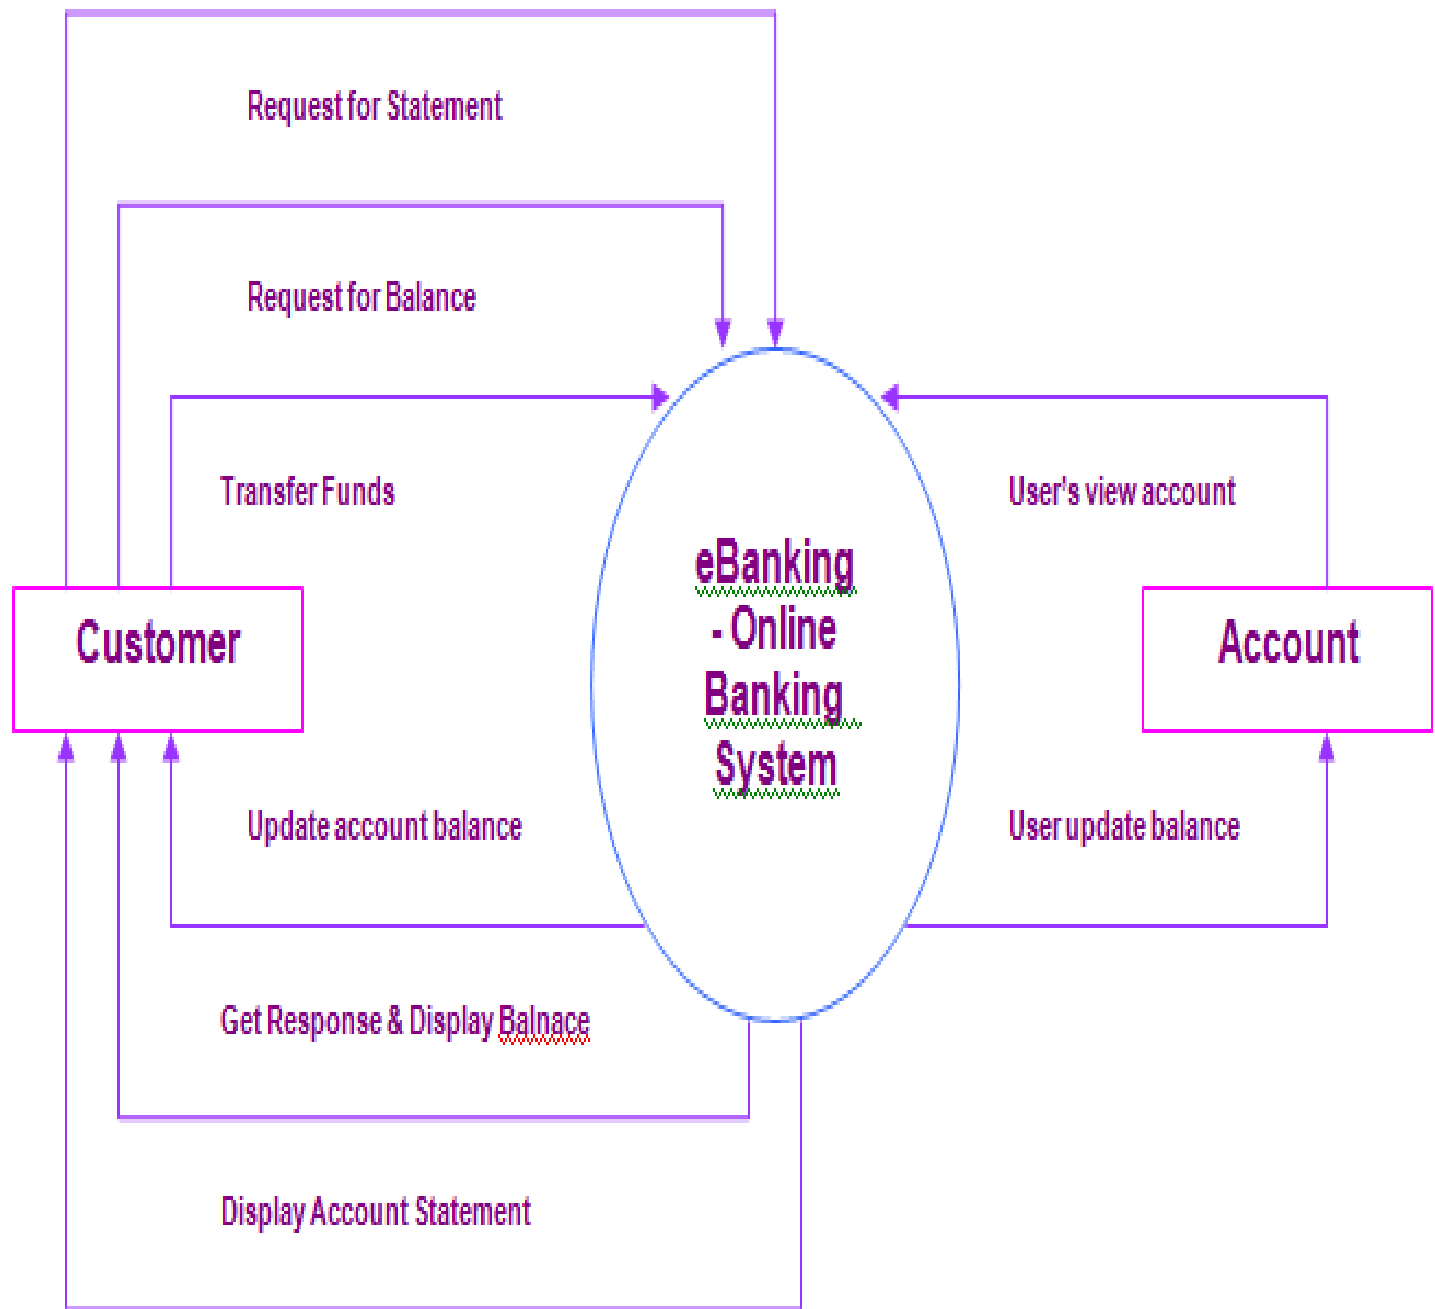 Request for Statement
Request for Balance
Transfer Funds
User's view account
eBanking
- Online
Banking
System
Customer
Account
Update account balance
User update balance
Get Response & Display Balnace
Display Account Statement